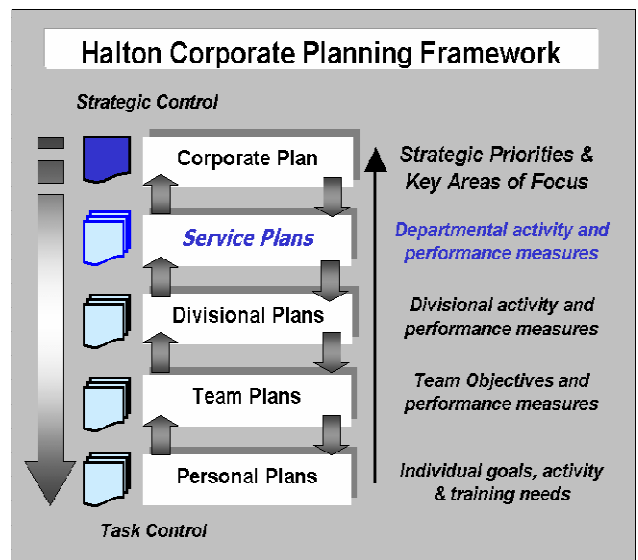 Halton Corporate Planning Framework
Strategic Control
Corporate Plan
Strategic Priorities &
Key Areas of Focus
Service Plans
Departmental activity and
performance measures
Divisional Plans
Divisional activity and
performance measures
Team Plans
Team Objectives and
performance measures
Personal Plans
Individual goals, activity
& training needs
Task Control